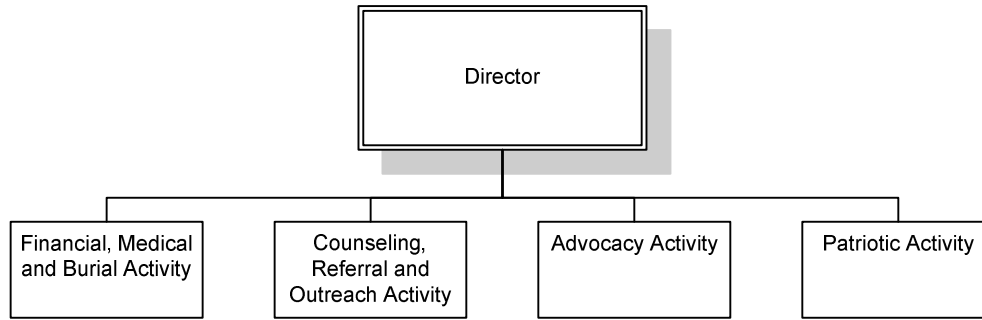 Director
Financial, Medical
and Burial Activity
Counseling,
Referral and
Outreach Activity
Advocacy Activity
Patriotic Activity